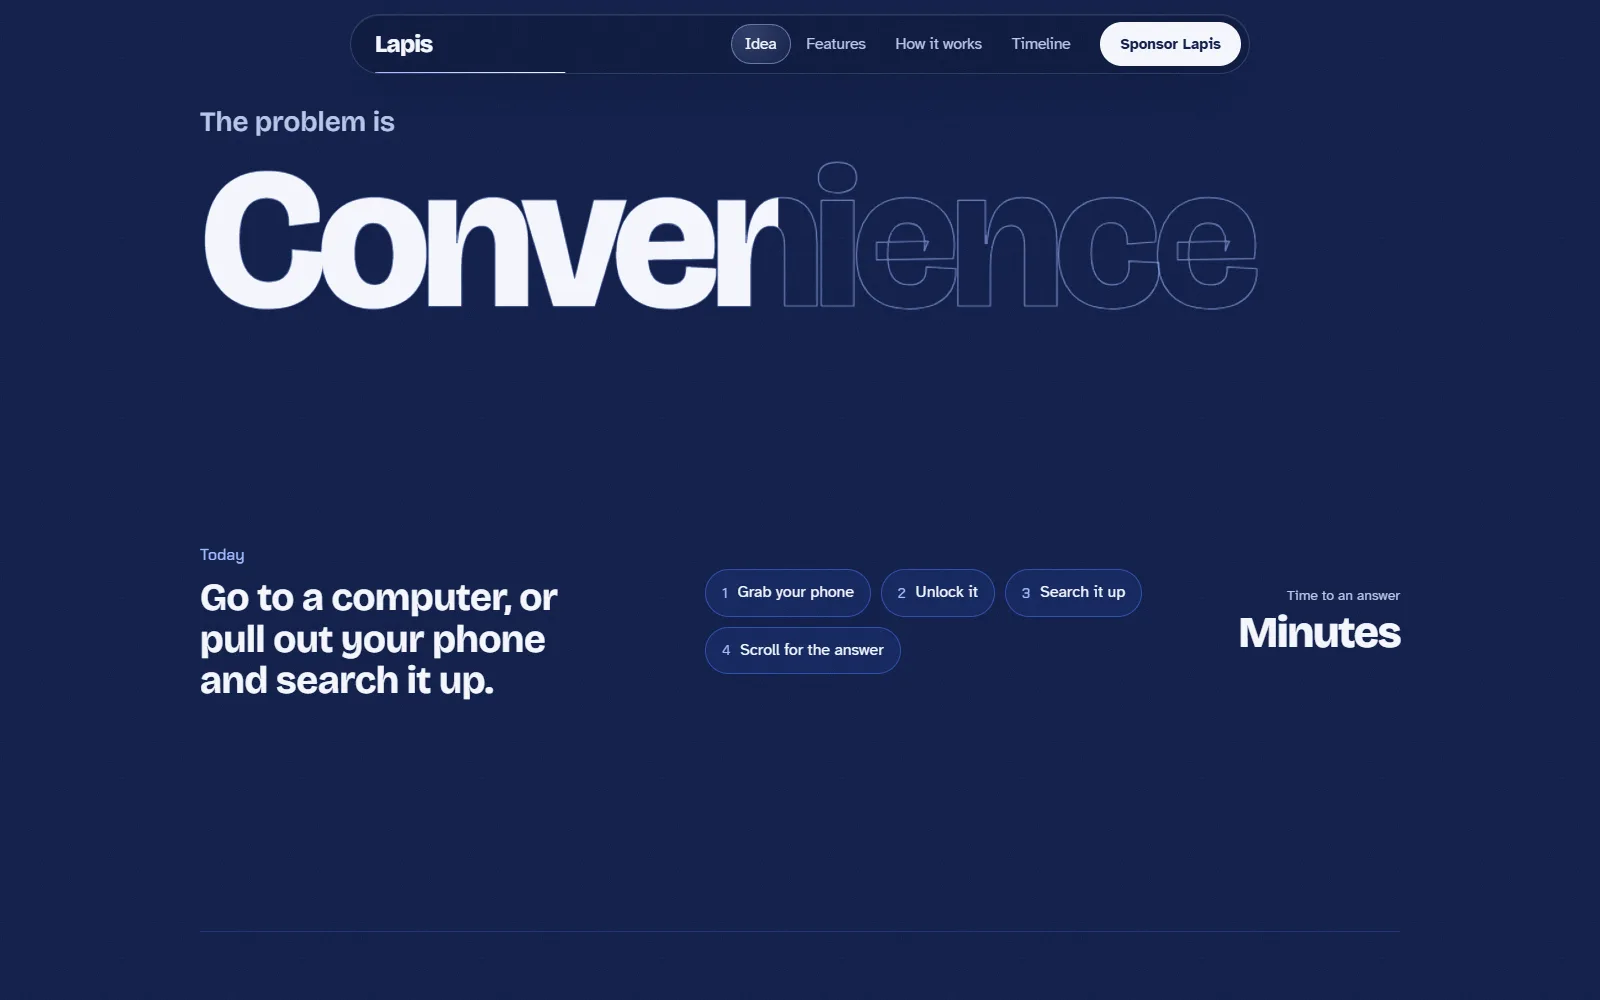 Lapis
Idea
Features
How it works
Timeline
Sponsor Lapis
The problem is
Convenience
Today
Go to a computer, or
pull out your phone
and search it up.
1 Grab your phone
2 Unlock it
3 Search it up
4 Scroll for the answer
Time to an answer
Minutes